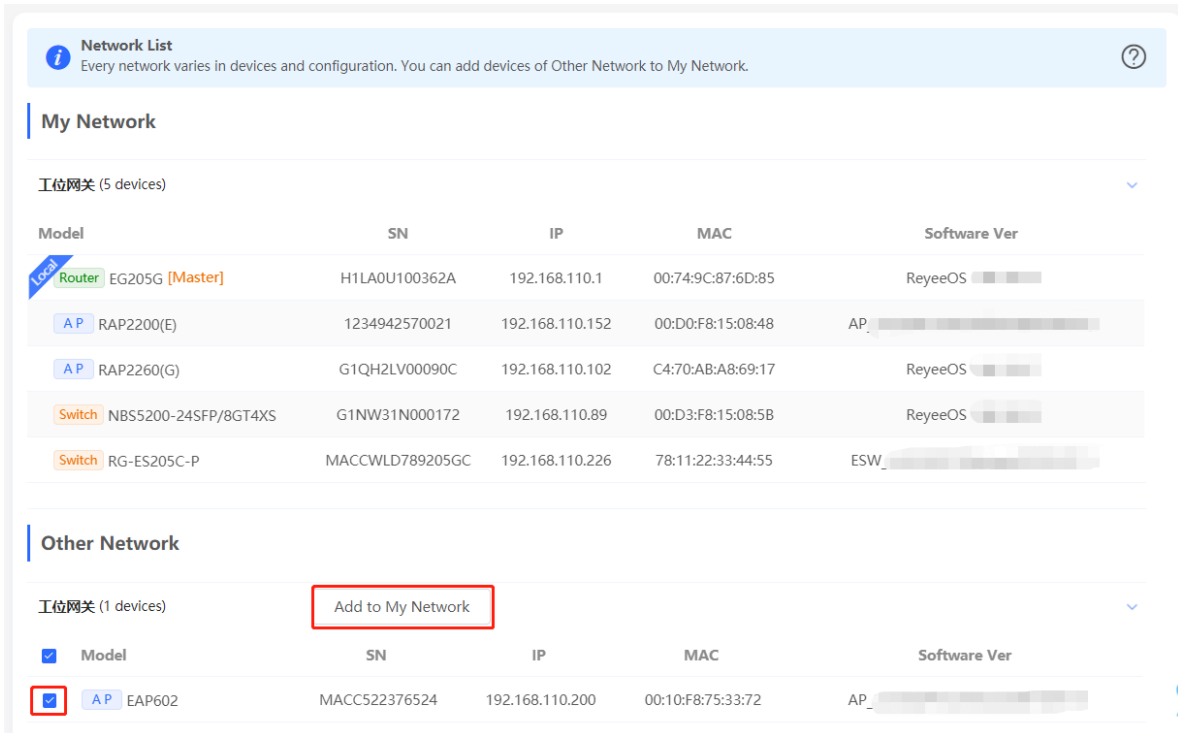 Network List
Every network varies in devices and configuration. You can add devices of Other Network to My Network.
My Network
工位网关 (5 devices)
Model SN IP MAC Software Ver
Local Router EG205G [Master] H1LA0U100362A 192.168.110.1 00:74:9C:87:6D:85 ReyeeOS
AP RAP2200(E) 1234942570021 192.168.110.152 00:D0:F8:15:08:48 AP_
AP RAP2260(G) G1QH2LV00090C 192.168.110.102 C4:70:AB:A8:69:17 ReyeeOS
Switch NBS5200-24SFP/8GT4XS G1NW31N000172 192.168.110.89 00:D3:F8:15:08:5B ReyeeOS
Switch RG-ES205C-P MACCWLD789205GC 192.168.110.226 78:11:22:33:44:55 ESW_
Other Network
工位网关 (1 devices) Add to My Network
Model SN IP MAC Software Ver
AP EAP602 MACC522376524 192.168.110.200 00:10:F8:75:33:72 AP_